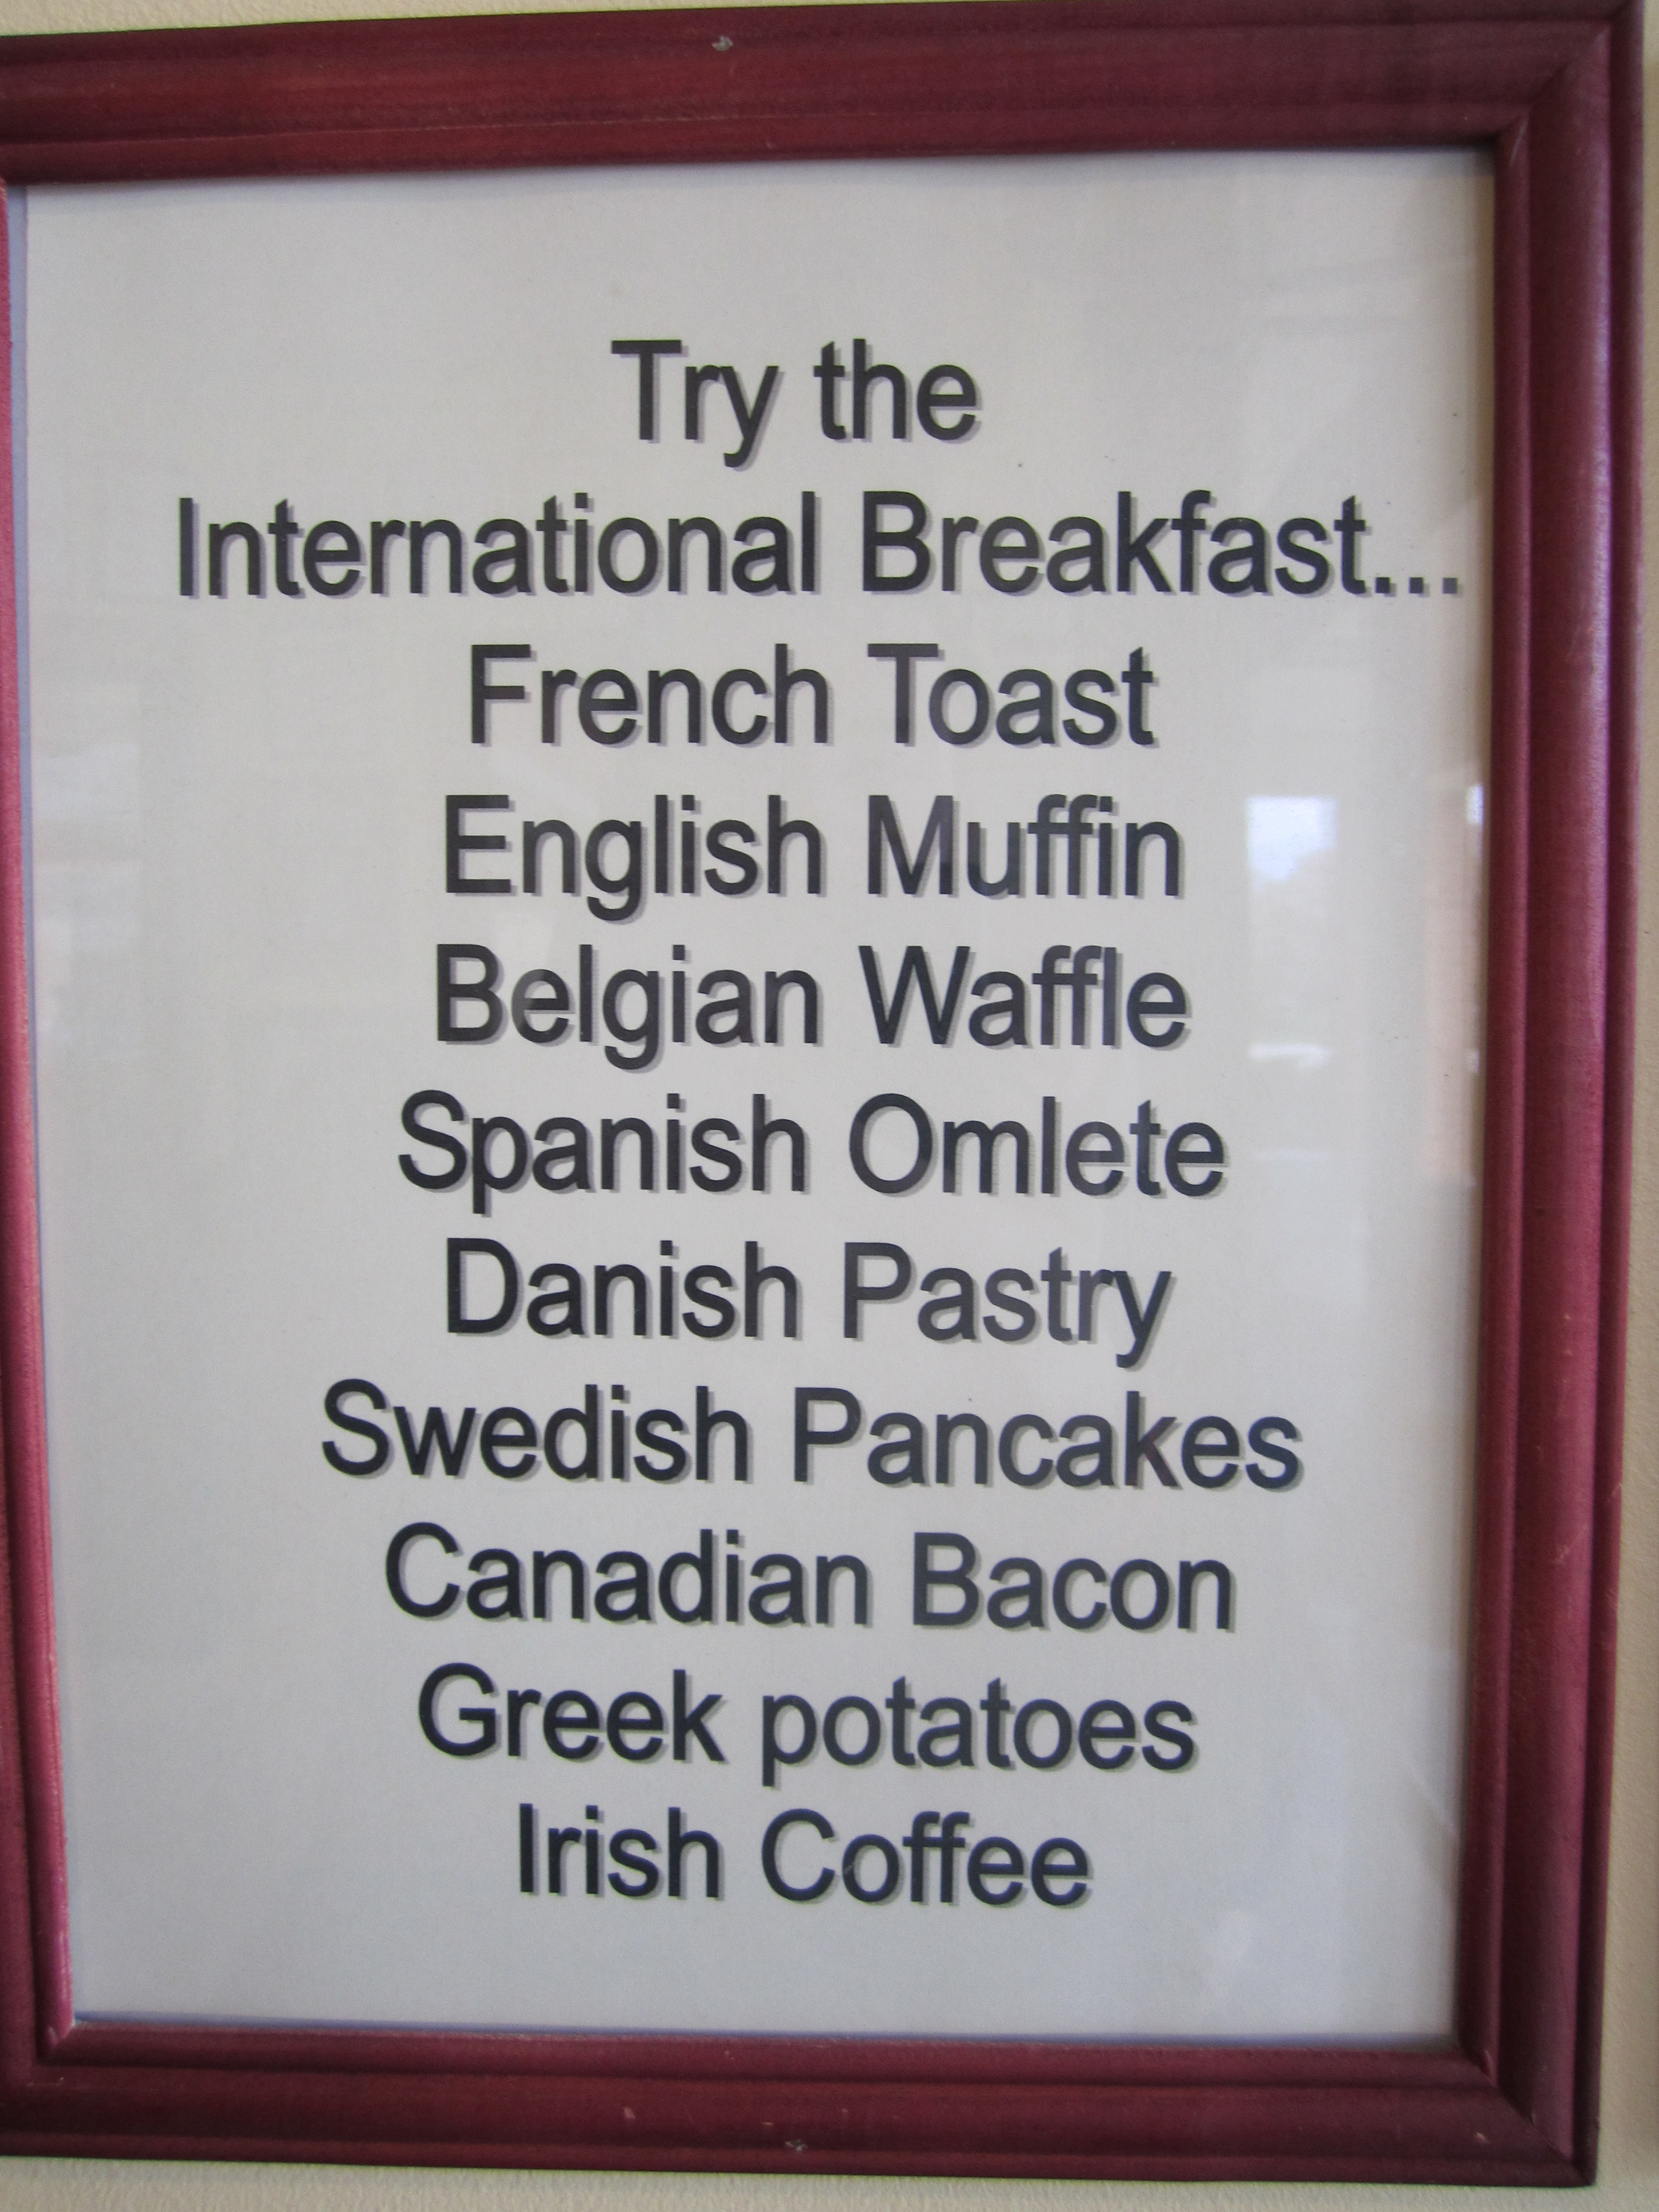 Try the
International Breakfast...
French Toast
English Muffin
Belgian Waffle
Spanish Omlete
Danish Pastry
Swedish Pancakes
Canadian Bacon
Greek potatoes
Irish Coffee